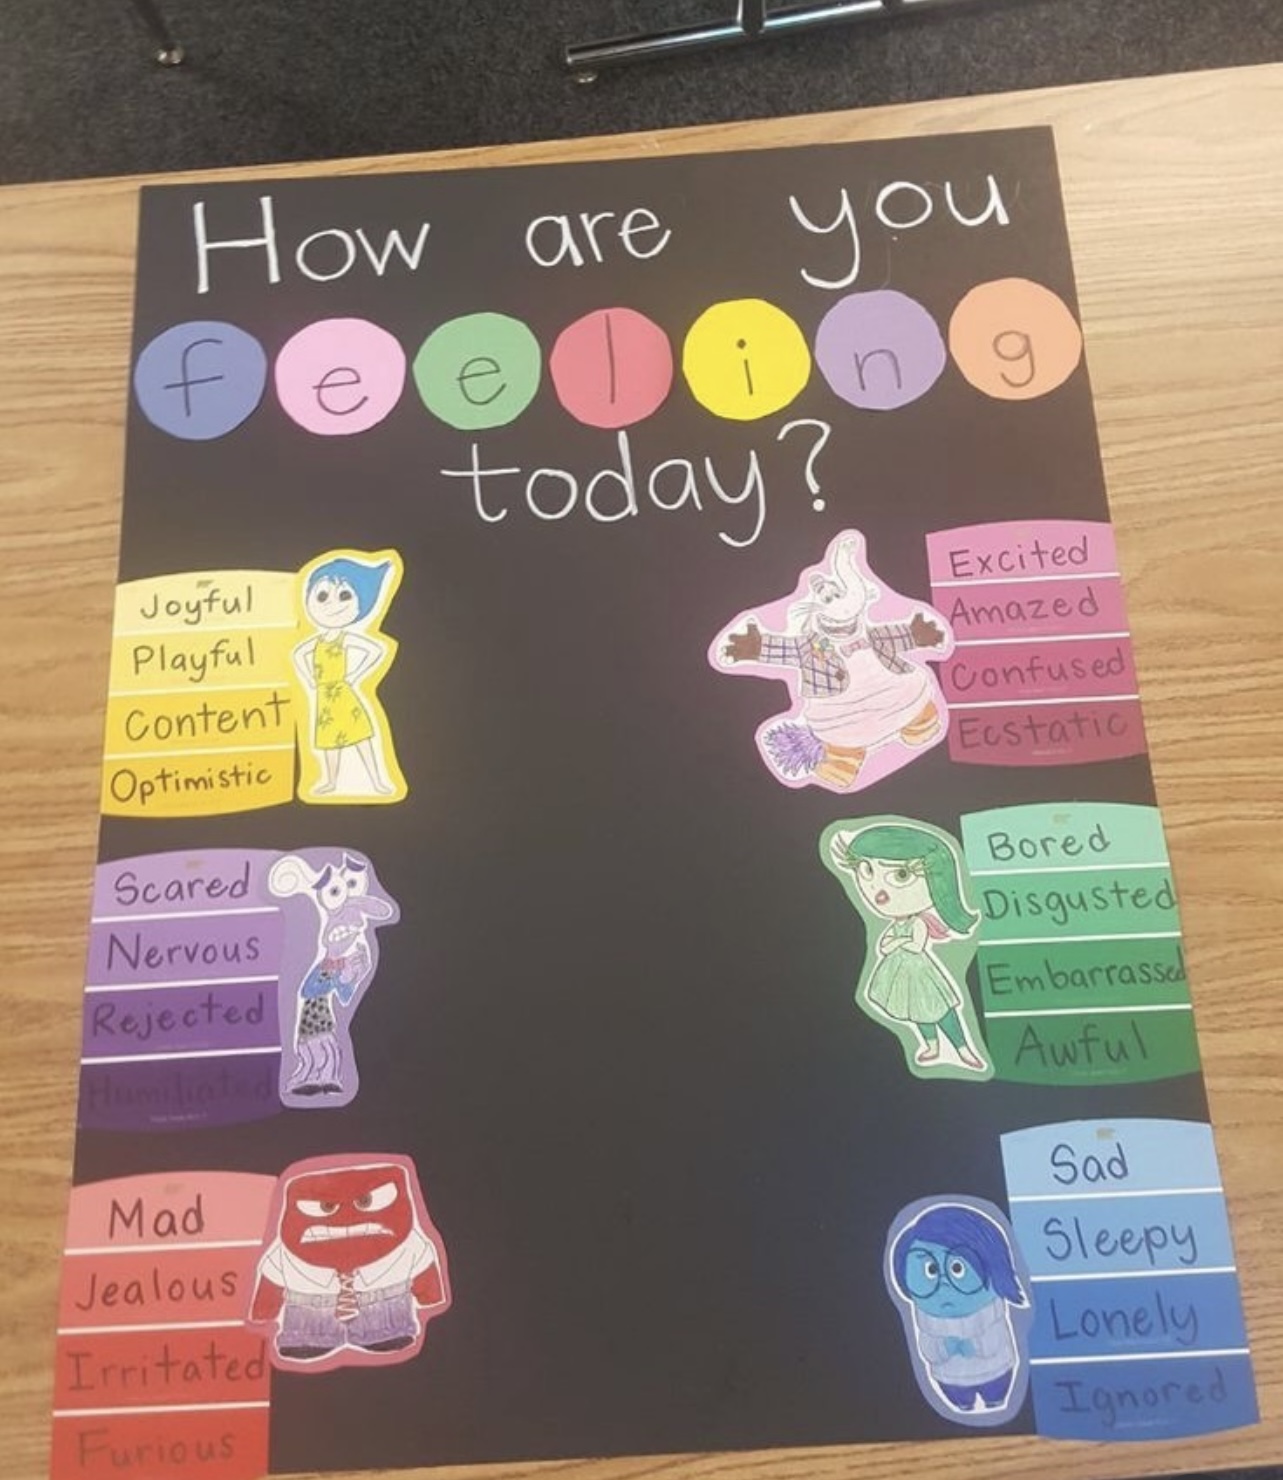 How are you
feeling
today?
Joyful
Playful
Content
Optimistic
Excited
Amazed
Confused
Ecstatic
Scared
Nervous
Rejected
Humiliated
Bored
Disgusted
Embarrassed
Awful
Mad
Jealous
Irritated
Furious
Sad
Sleepy
Lonely
Ignored